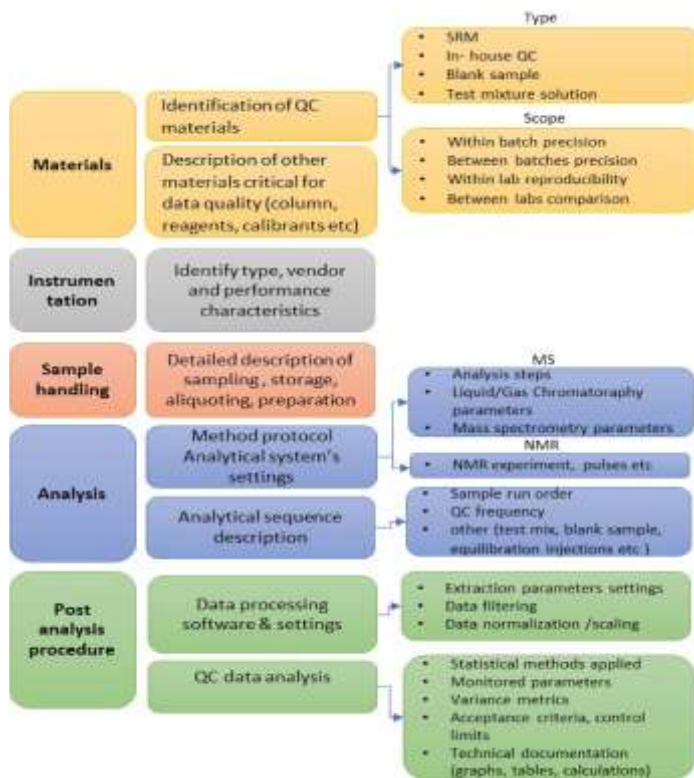 Type
• SRM
• In- house QC
• Blank sample
• Test mixture solution
Materials
Identification of QC
materials
Scope
• Within batch precision
• Between batches precision
• Within lab reproducibility
• Between labs comparison
Description of other
materials critical for
data quality (column,
reagents, calibrants etc)
Instrumen
tation
Identify type, vendor
and performance
characteristics
Sample
handling
Detailed description of
sampling , storage,
aliquoting, preparation
MS
• Analysis steps
• Liquid/Gas Chromatoraphy
parameters
• Mass spectrometry parameters
Analysis
Method protocol
Analytical system's
settings
NMR
• NMR experiment, pulses etc
Analytical sequence
description
• Sample run order
• QC frequency
• other (test mix, blank sample,
equilibration injections etc )
Post
analysis
procedure
Data processing
software & settings
• Extraction parameters settings
• Data filtering
• Data normalization /scaling
QC data analysis
• Statistical methods applied
• Monitored parameters
• Variance metrics
• Acceptance criteria, control
limits
• Technical documentation
(graphs, tables, calculations)